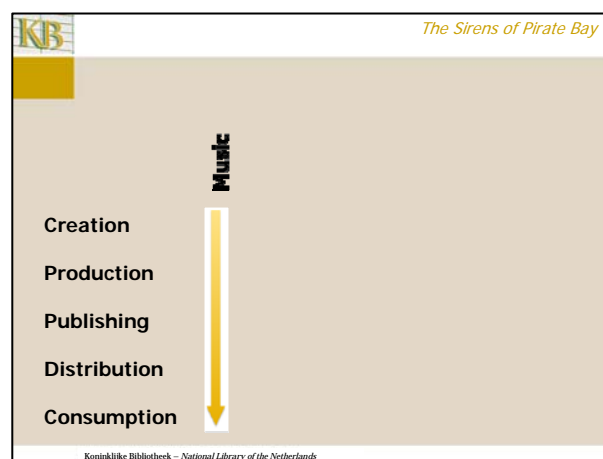 KB
The Sirens of Pirate Bay
Music
Creation
Production
Publishing
Distribution
Consumption
Koninklijke Bibliotheek – National Library of the Netherlands